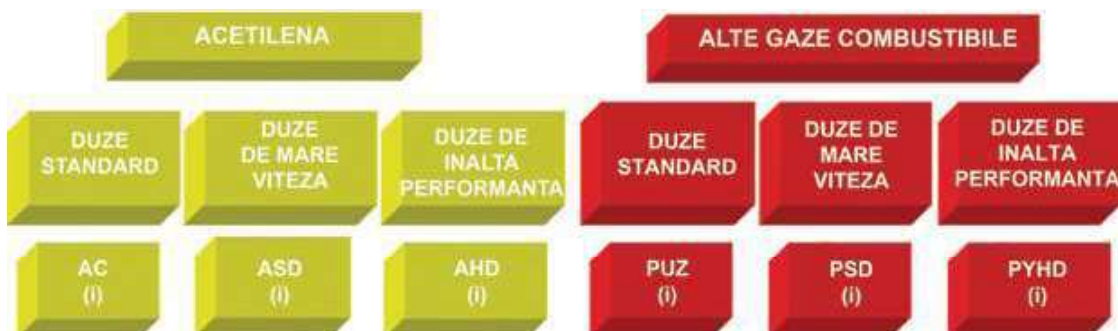 ACETILENA
ALTE GAZE COMBUSTIBILE
DUZE
STANDARD
DUZE
DE MARE
VITEZA
DUZE DE
INALTA
PERFORMANTA
DUZE
STANDARD
DUZE DE
MARE
VITEZA
DUZE DE
INALTA
PERFORMANTA
AC
(i)
ASD
(i)
AHD
(i)
PUZ
(i)
PSD
(i)
PYHD
(i)